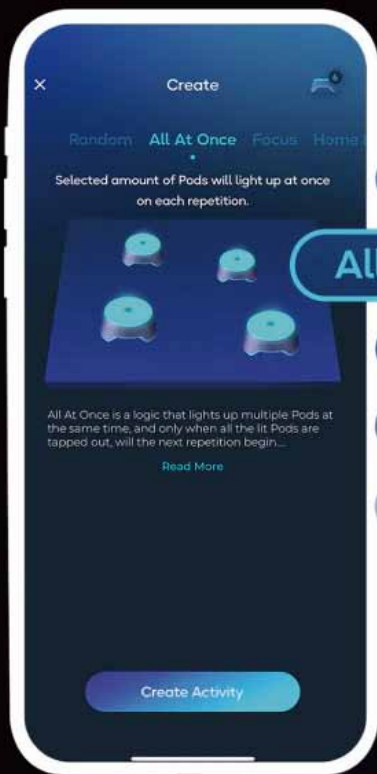 Create
6
Random All At Once Focus Home
Selected amount of Pods will light up at once
on each repetition.
All
All At Once is a logic that lights up multiple Pods at
the same time, and only when all the lit Pods are
tapped out, will the next repetition begin....
Read More
Create Activity